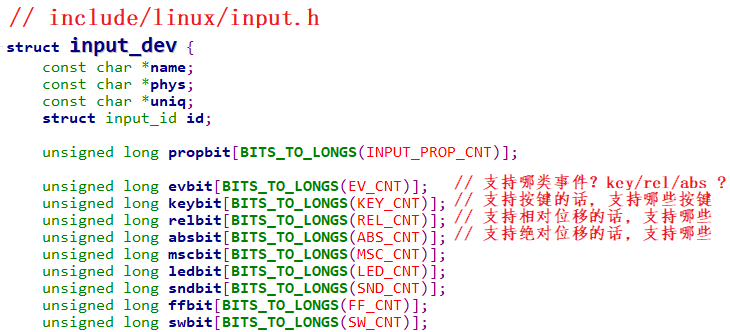 // include/linux/input.h
struct input_dev {
const char *name;
const char *phys;
const char *uniq;
struct input_id id;
unsigned long propbit[BITS_TO_LONGS(INPUT_PROP_CNT)];
unsigned long evbit[BITS_TO_LONGS(EV_CNT)]; // 支持哪类事件? key/rel/abs ?
unsigned long keybit[BITS_TO_LONGS(KEY_CNT)]; // 支持按键的话, 支持哪些按键
unsigned long relbit[BITS_TO_LONGS(REL_CNT)]; // 支持相对位移的话, 支持哪些
unsigned long absbit[BITS_TO_LONGS(ABS_CNT)]; // 支持绝对位移的话, 支持哪些
unsigned long mscbit[BITS_TO_LONGS(MSC_CNT)];
unsigned long ledbit[BITS_TO_LONGS(LED_CNT)];
unsigned long sndbit[BITS_TO_LONGS(SND_CNT)];
unsigned long ffbit[BITS_TO_LONGS(FF_CNT)];
unsigned long swbit[BITS_TO_LONGS(SW_CNT)];